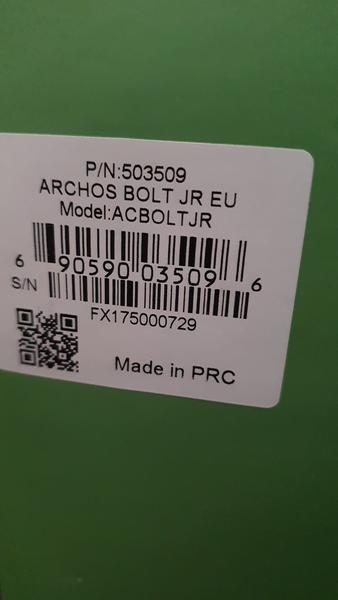 P/N:503509
ARCHOS BOLT JR EU
Model:ACBOLTJR
6 90590 03509 6
S/N
FX175000729
Made in PRC